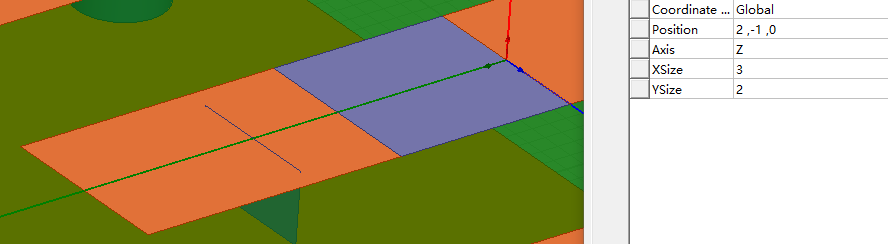 Coordinate ... Global
Position 2 ,-1 ,0
Axis Z
XSize 3
YSize 2